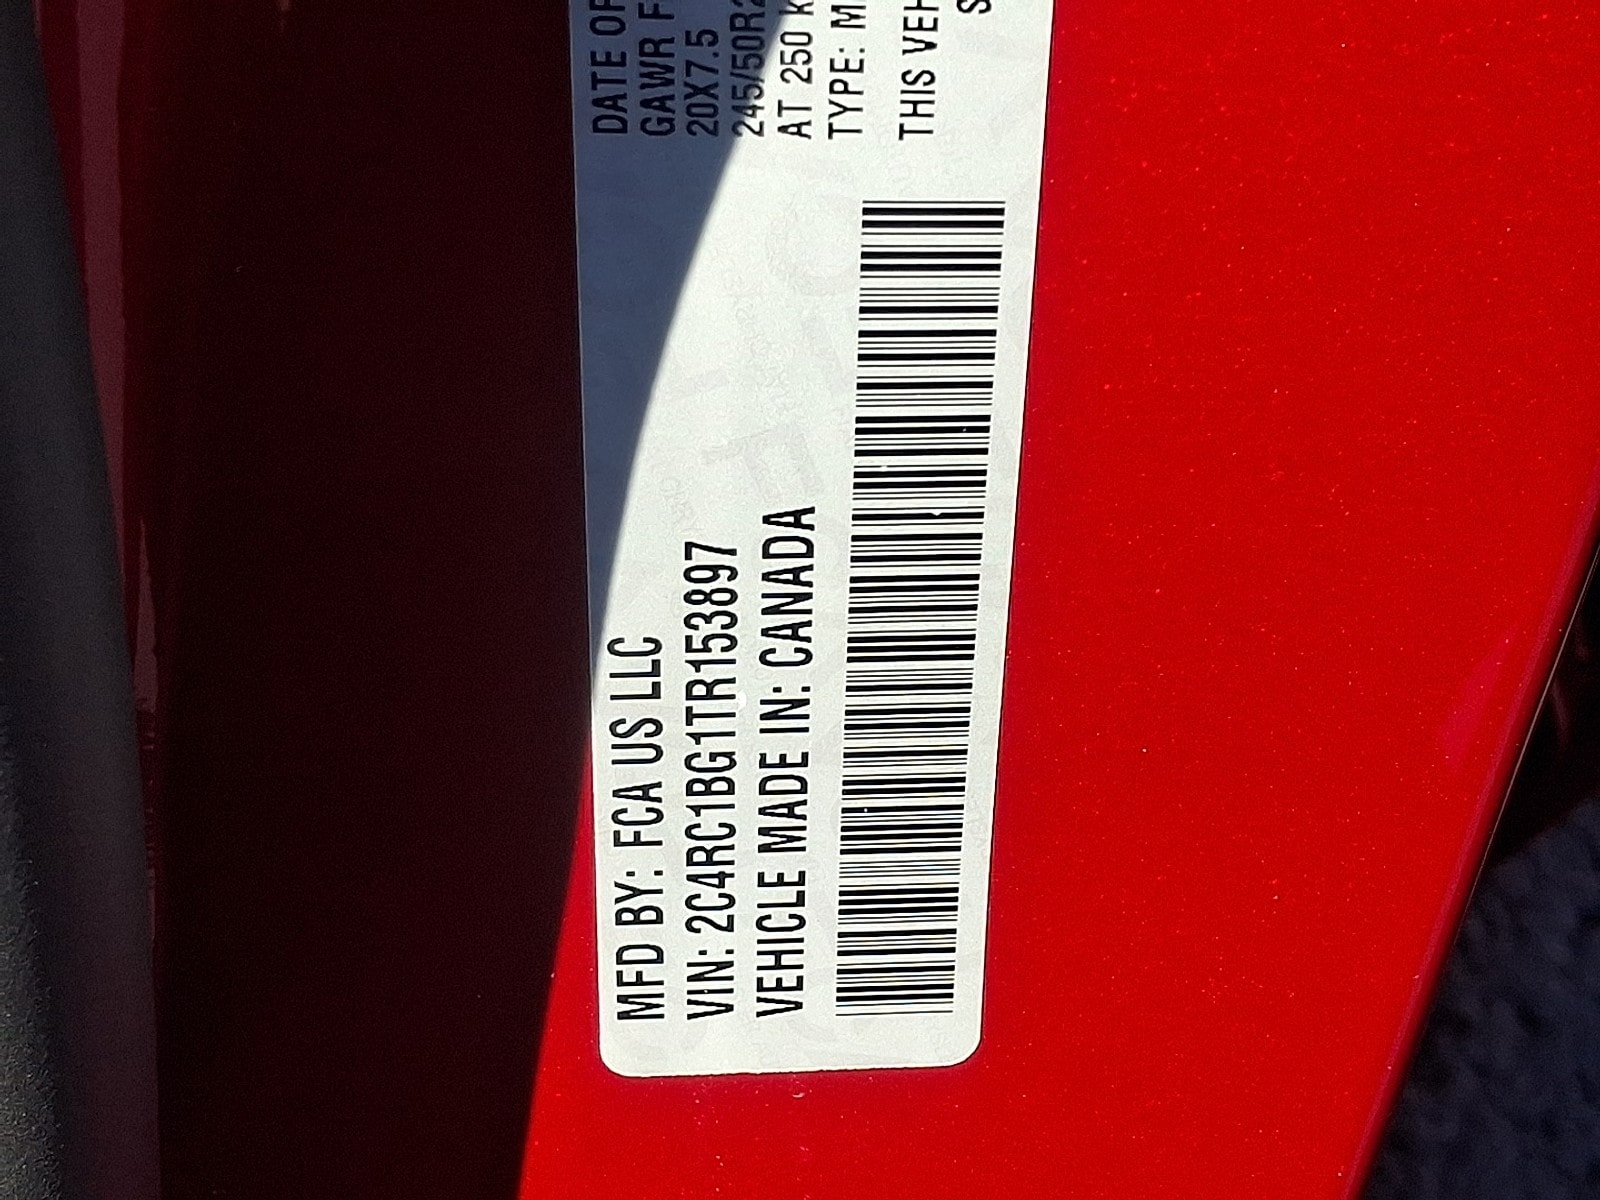 MFD BY: FCA US LLC
VIN: 2C4RC1BG1TR153897
VEHICLE MADE IN: CANADA
DATE OF
GAWR F
20X7.5
245/50R2
AT 250 k
TYPE: M
THIS VEH
S